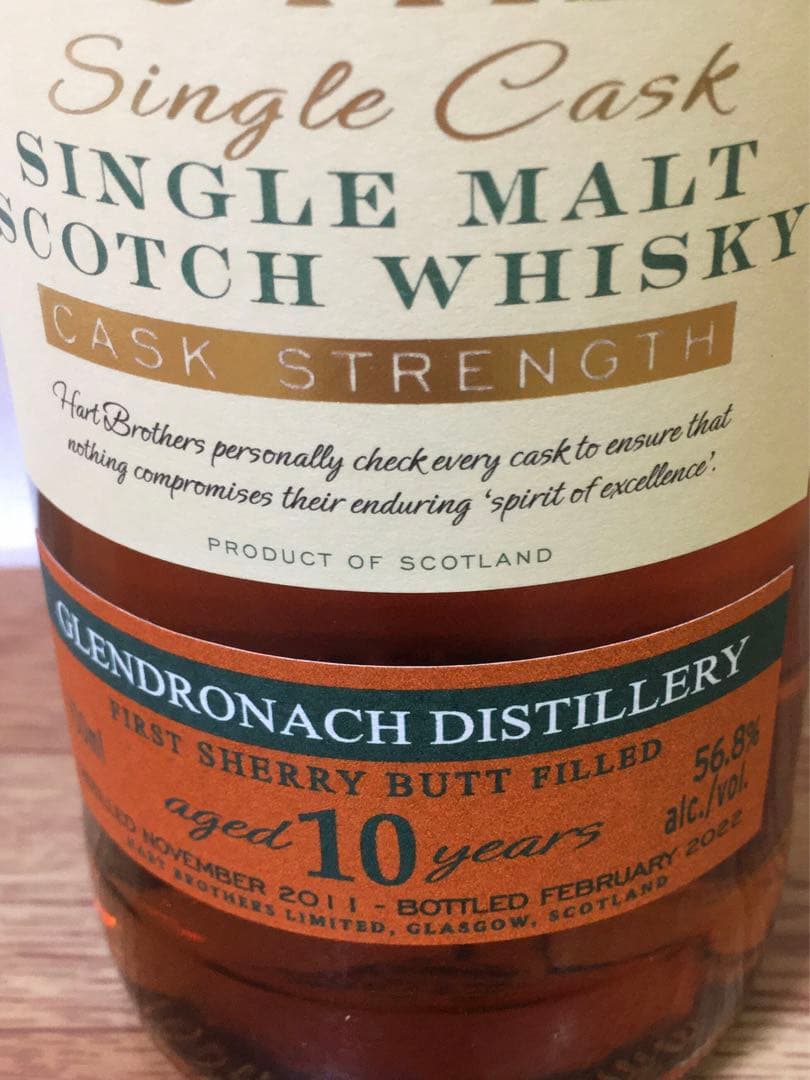 Single Cask
SINGLE MALT
SCOTCH WHISKY
CASK STRENGTH
Hart Brothers personally check every cask to ensure that
nothing compromises their enduring 'spirit of excellence'.
PRODUCT OF SCOTLAND
GLENDRONACH DISTILLERY
FIRST SHERRY BUTT FILLED
56.8%
alc./vol.
aged 10 years
NOVEMBER 2011 - BOTTLED FEBRUARY 2022
HART BROTHERS LIMITED, GLASGOW, SCOTLAND